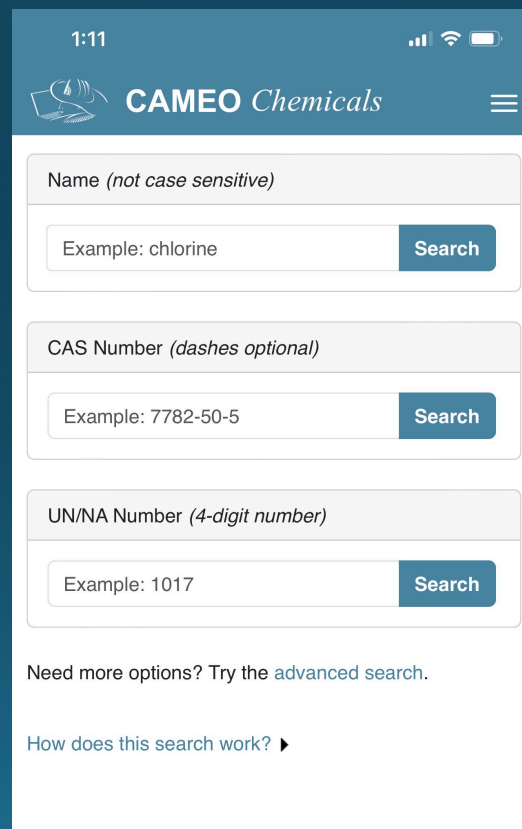 1:11
CAMEO Chemicals
Name (not case sensitive)
Example: chlorine Search
CAS Number (dashes optional)
Example: 7782-50-5 Search
UN/NA Number (4-digit number)
Example: 1017 Search
Need more options? Try the advanced search.
How does this search work?